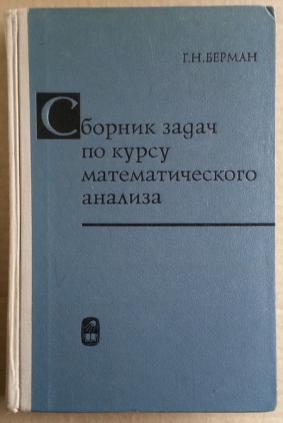 Г.Н.БЕРМАН
Сборник задач
по курсу
математического
анализа